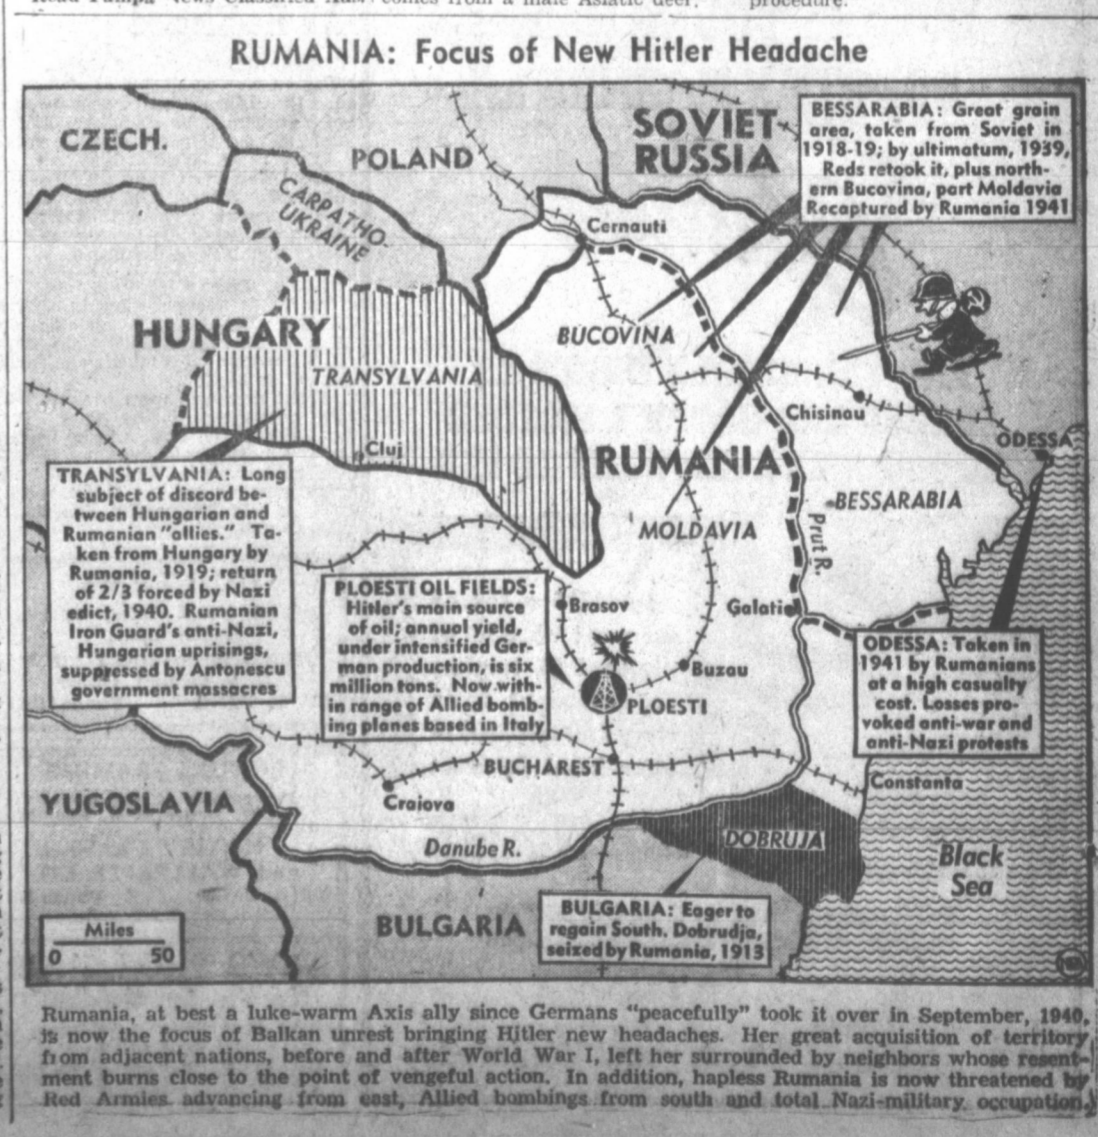 comes from a male Asiatic deer.
procedure.
RUMANIA: Focus of New Hitler Headache
CZECH.
POLAND
SOVIET
RUSSIA
BESSARABIA: Great grain
area, taken from Soviet in
1918-19; by ultimatum, 1939,
Reds retook it, plus north-
ern Bucovina, part Moldavia
Recaptured by Rumania 1941
CARPATHO-
UKRAINE
Cernauti
HUNGARY
BUCOVINA
TRANSYLVANIA
Chisinau
ODESSA
Cluj
RUMANIA
BESSARABIA
MOLDAVIA
Prut R.
TRANSYLVANIA: Long
subject of discord be-
tween Hungarian and
Rumanian "allies." Ta-
ken from Hungary by
Rumania, 1919; return
of 2/3 forced by Nazi
edict, 1940. Rumanian
Iron Guard's anti-Nazi,
Hungarian uprisings,
suppressed by Antonescu
government massacres
PLOESTI OIL FIELDS:
Hitler's main source
of oil; annual yield,
under intensified Ger-
man production, is six
million tons. Now with-
in range of Allied bomb-
ing planes based in Italy
Brasov
Galatie
Buzau
PLOESTI
ODESSA: Taken in
1941 by Rumanians
at a high casualty
cost. Losses pro-
voked anti-war and
anti-Nazi protests
BUCHAREST
Constanta
YUGOSLAVIA
Craiova
Danube R.
DOBRUJA
Black
Sea
BULGARIA
BULGARIA: Eager to
regain South. Dobrudja,
seized by Rumania, 1913
Miles
0 50
Rumania, at best a luke-warm Axis ally since Germans "peacefully" took it over in September, 1940,
is now the focus of Balkan unrest bringing Hitler new headaches. Her great acquisition of territory
from adjacent nations, before and after World War I, left her surrounded by neighbors whose resent-
ment burns close to the point of vengeful action. In addition, hapless Rumania is now threatened by
Red Armies advancing from east, Allied bombings from south and total Nazi-military occupation.